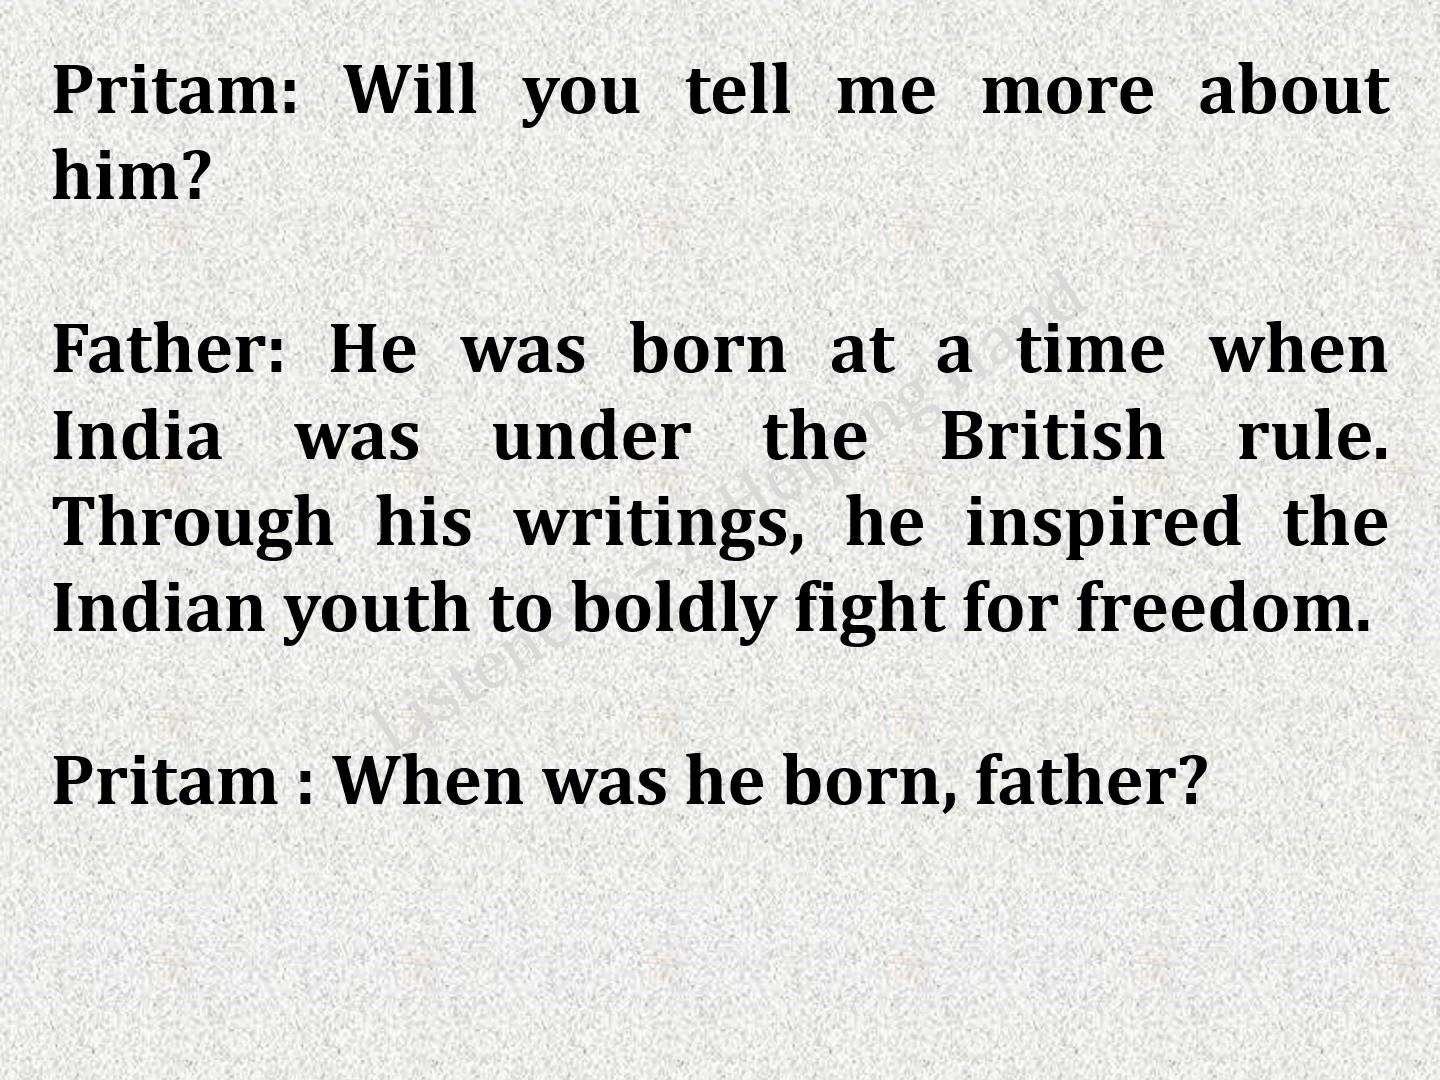 Pritam: Will you tell me more about
him?
Father: He was born at a time when
India was under the British rule.
Through his writings, he inspired the
Indian youth to boldly fight for freedom.
Pritam : When was he born, father?